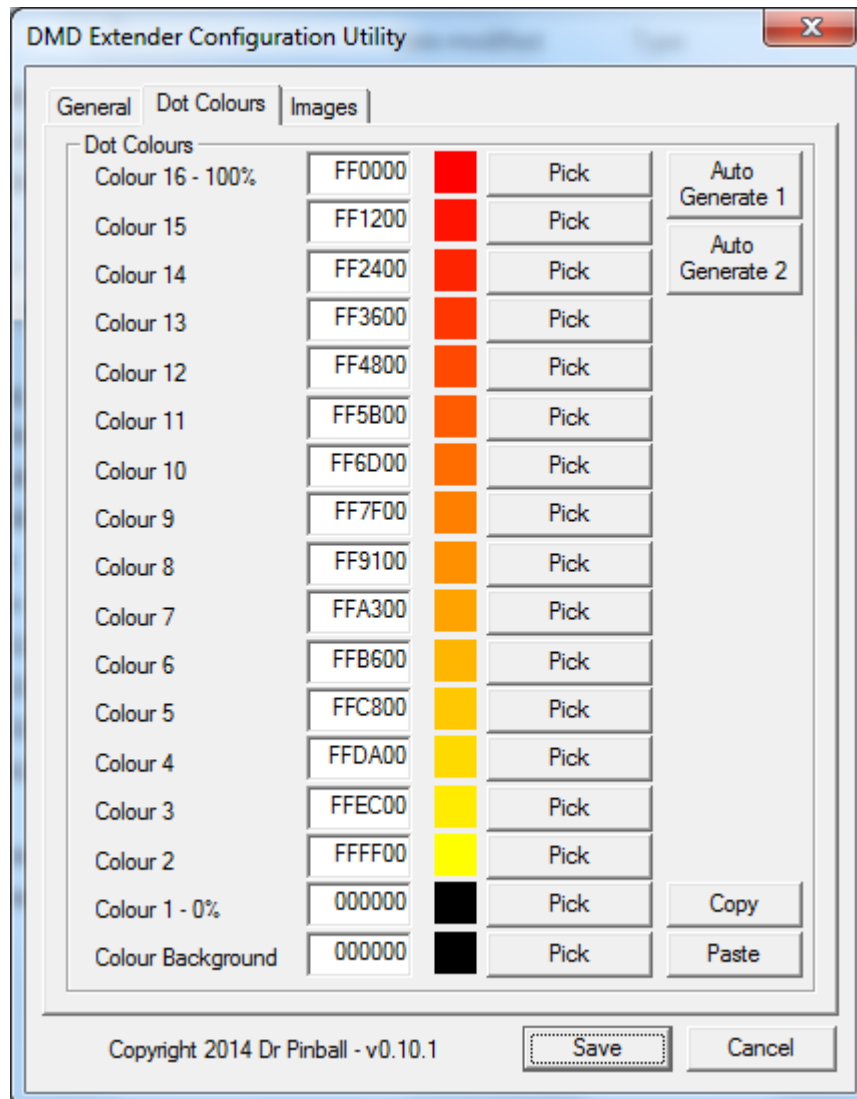 DMD Extender Configuration Utility
General
Dot Colours
Images
Dot Colours
Colour 16 - 100% FF0000 Pick
Auto
Generate 1
Colour 15 FF1200 Pick
Auto
Generate 2
Colour 14 FF2400 Pick
Colour 13 FF3600 Pick
Colour 12 FF4800 Pick
Colour 11 FF5B00 Pick
Colour 10 FF6D00 Pick
Colour 9 FF7F00 Pick
Colour 8 FF9100 Pick
Colour 7 FFA300 Pick
Colour 6 FFB600 Pick
Colour 5 FFC800 Pick
Colour 4 FFDA00 Pick
Colour 3 FFEC00 Pick
Colour 2 FFFF00 Pick
Colour 1 - 0% 000000 Pick Copy
Colour Background 000000 Pick Paste
Copyright 2014 Dr Pinball - v0.10.1 Save Cancel